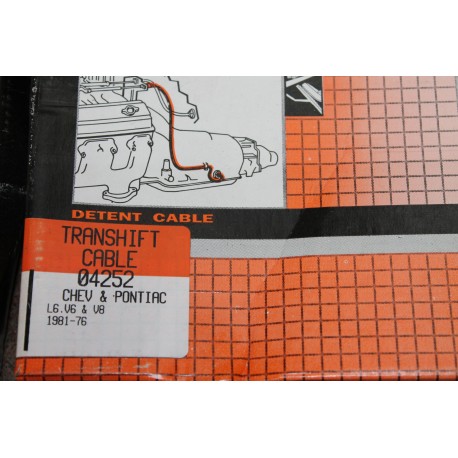 DETENT CABLE
TRANSHIFT
CABLE
04252
CHEV & PONTIAC
L6.V6 & V8
1981-76